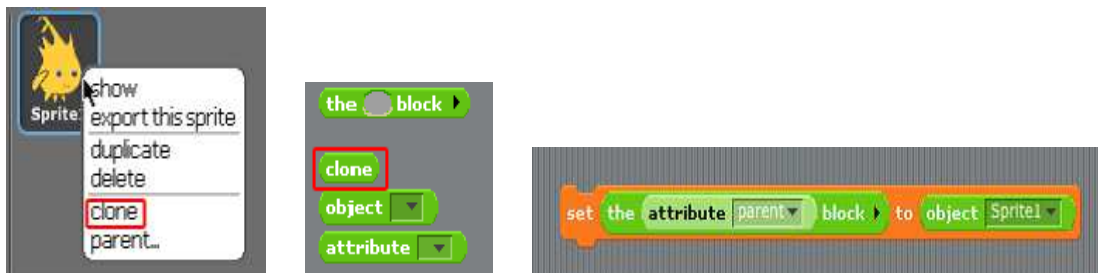 Sprite
show
export this sprite
duplicate
delete
clone
parent...
the block
clone
object
attribute
set the attribute parent block to object Sprite1